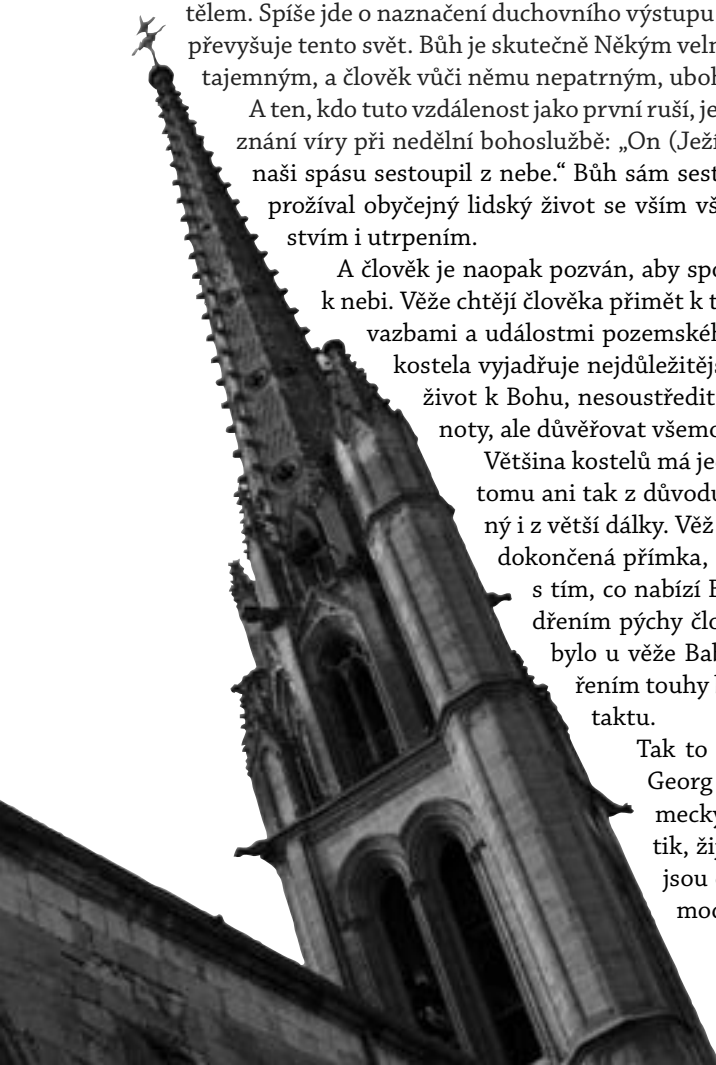 tělem. Spíše jde o naznačení duchovního výstupu
převyšuje tento svět. Bůh je skutečně Někým veln
tajemným, a člověk vůči němu nepatrným, uboh
A ten, kdo tuto vzdálenost jako první ruší, je
znání víry při nedělní bohoslužbě: „On (Ježí
naši spásu sestoupil z nebe.“ Bůh sám sest
prožíval obyčejný lidský život se vším vš
stvím i utrpením.
A člověk je naopak pozván, aby spo
k nebi. Věže chtějí člověka přimět k t
vazbami a událostmi pozemskéh
kostela vyjadřuje nejdůležitějš
život k Bohu, nesoustředit
noty, ale důvěřovat všemo
Většina kostelů má je
tomu ani tak z důvodu
ný i z větší dálky. Věž
dokončená přímka,
s tím, co nabízí
dřením pýchy člo
bylo u věže Bab
řením touhy
taktu.
Tak to
Georg
mecký
tik, žij
jsou
moc